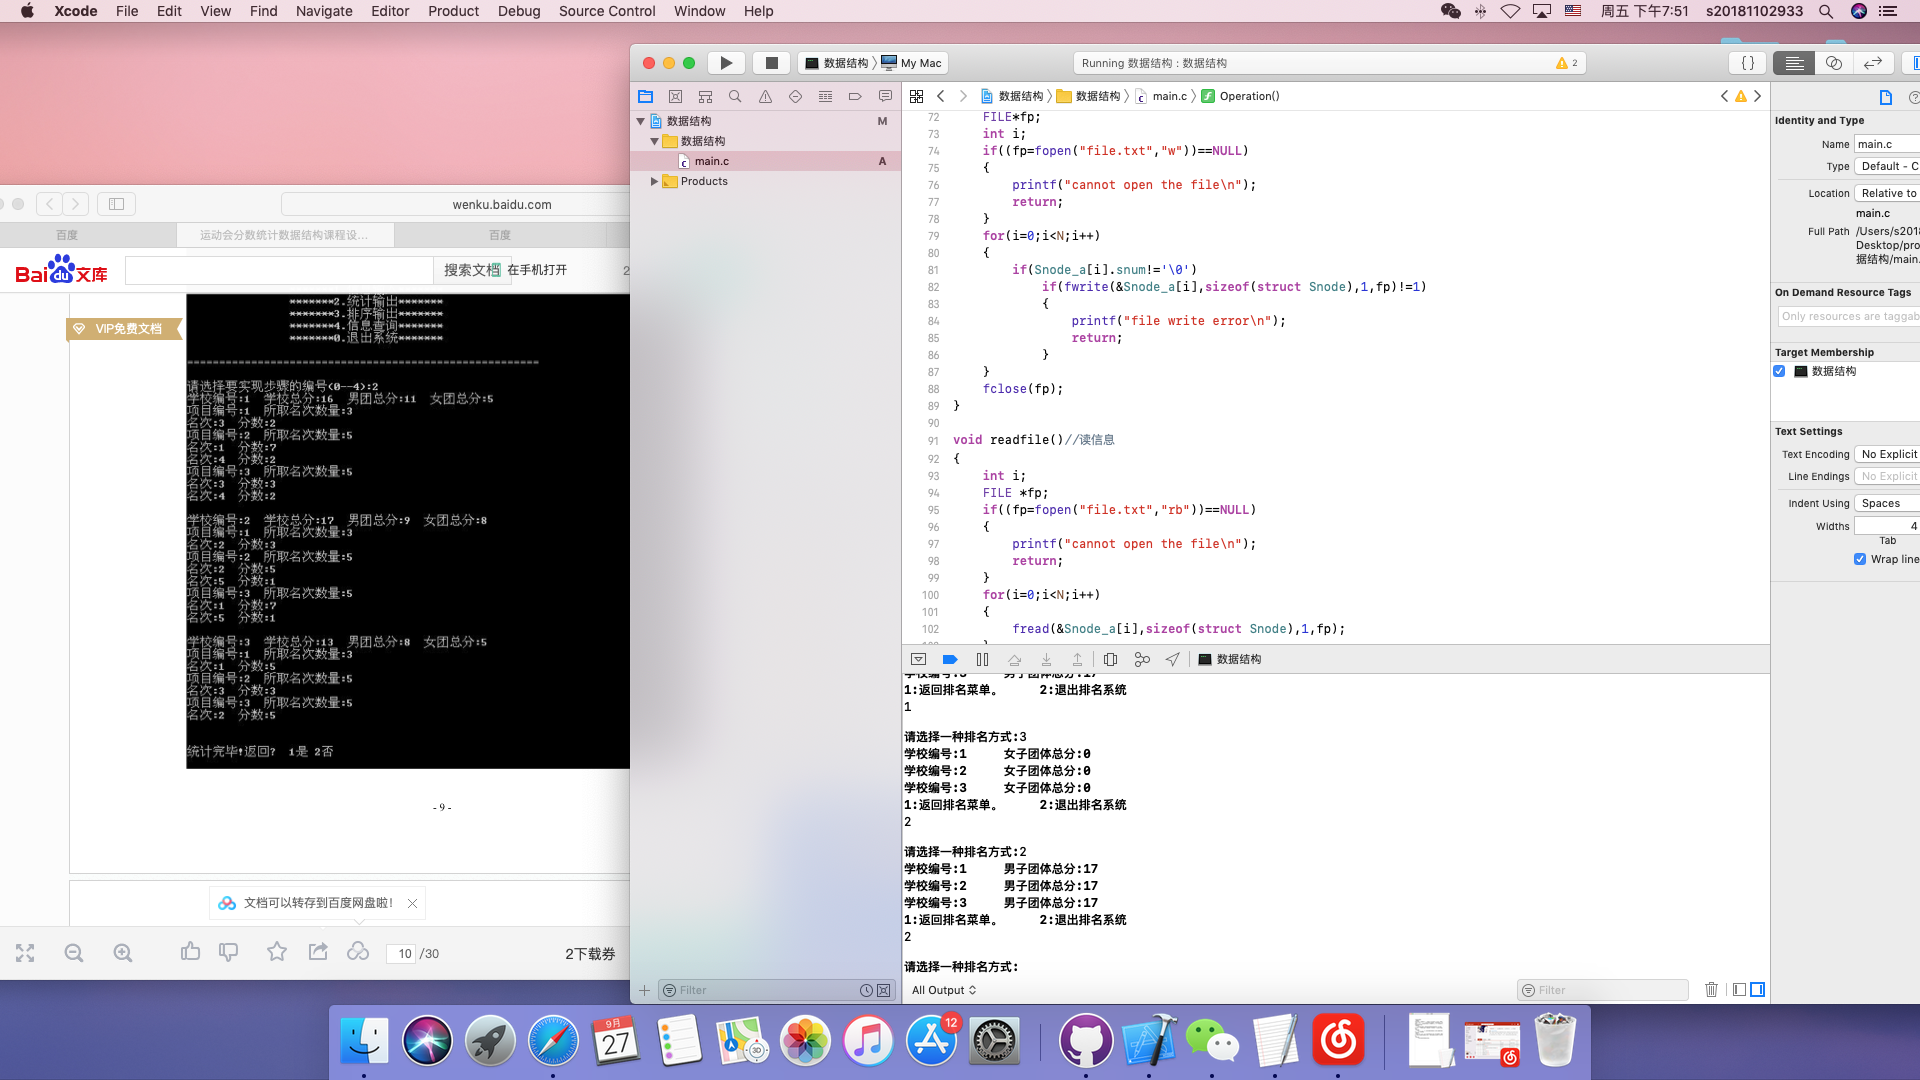 Xcode File Edit View Find Navigate Editor Product Debug Source Control Window Help
周五 下午7:51 s20181102933
数据结构 My Mac
Running 数据结构 : 数据结构
2
数据结构 数据结构 main.c Operation()
数据结构 M
数据结构
main.c A
Products
72 FILE*fp;
73 int i;
74 if((fp=fopen("file.txt","w"))==NULL)
75 {
76 printf("cannot open the file\n");
77 return;
78 }
79 for(i=0;i<N;i++)
80 {
81 if(Snode_a[i].snum!='\0')
82 if(fwrite(&Snode_a[i],sizeof(struct Snode),1,fp)!=1)
83 {
84 printf("file write error\n");
85 return;
86 }
87 }
88 fclose(fp);
89 }
90
91 void readfile()//读信息
92 {
93 int i;
94 FILE *fp;
95 if((fp=fopen("file.txt","rb"))==NULL)
96 {
97 printf("cannot open the file\n");
98 return;
99 }
100 for(i=0;i<N;i++)
101 {
102 fread(&Snode_a[i],sizeof(struct Snode),1,fp);
数据结构
1:返回排名菜单。 2:退出排名系统
1
请选择一种排名方式:3
学校编号:1 女子团体总分:0
学校编号:2 女子团体总分:0
学校编号:3 女子团体总分:0
1:返回排名菜单。 2:退出排名系统
2
请选择一种排名方式:2
学校编号:1 男子团体总分:17
学校编号:2 男子团体总分:17
学校编号:3 男子团体总分:17
1:返回排名菜单。 2:退出排名系统
2
请选择一种排名方式:
Filter
All Output
Filter
Identity and Type
Name main.c
Type Default - C
Location Relative to
main.c
Full Path /Users/s2018
Desktop/pro
据结构/main.
On Demand Resource Tags
Only resources are taggab
Target Membership
数据结构
Text Settings
Text Encoding No Explicit
Line Endings No Explicit
Indent Using Spaces
Widths 4
Tab
Wrap line
wenku.baidu.com
百度 运动会分数统计数据结构课程设... 百度
Baidu文库 搜索文档 在手机打开 2
VIP免费文档
*******2.统计输出*******
*******3.排序输出*******
*******4.信息查询*******
*******0.退出系统*******
请选择要实现步骤的编号(0--4):2
学校编号:1 学校总分:16 男团总分:11 女团总分:5
项目编号:1 所取名次数量:3
名次:3 分数:2
项目编号:2 所取名次数量:5
名次:1 分数:7
名次:4 分数:2
项目编号:3 所取名次数量:5
名次:3 分数:3
名次:4 分数:2
学校编号:2 学校总分:17 男团总分:9 女团总分:8
项目编号:1 所取名次数量:3
名次:2 分数:3
项目编号:2 所取名次数量:5
名次:2 分数:5
名次:5 分数:1
项目编号:3 所取名次数量:5
名次:1 分数:7
名次:5 分数:1
学校编号:3 学校总分:13 男团总分:8 女团总分:5
项目编号:1 所取名次数量:3
名次:1 分数:5
项目编号:2 所取名次数量:5
名次:3 分数:3
项目编号:3 所取名次数量:5
名次:2 分数:5
统计完毕!返回? 1是 2否
- 9 -
文档可以转存到百度网盘啦!
10 /30 2下载券
9月
27
3D
12